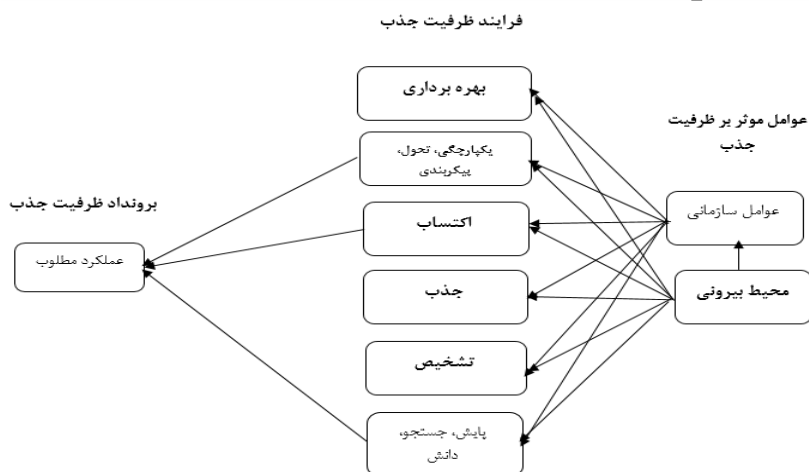 فرایند ظرفیت جذب
عوامل موثر بر ظرفیت
جذب
برونداد ظرفیت جذب
بهره برداری
یکپارچگی، تحول،
پیکربندی
اکتساب
جذب
تشخیص
پایش، جستجو،
دانش
عوامل سازمانی
محیط بیرونی
عملکرد مطلوب